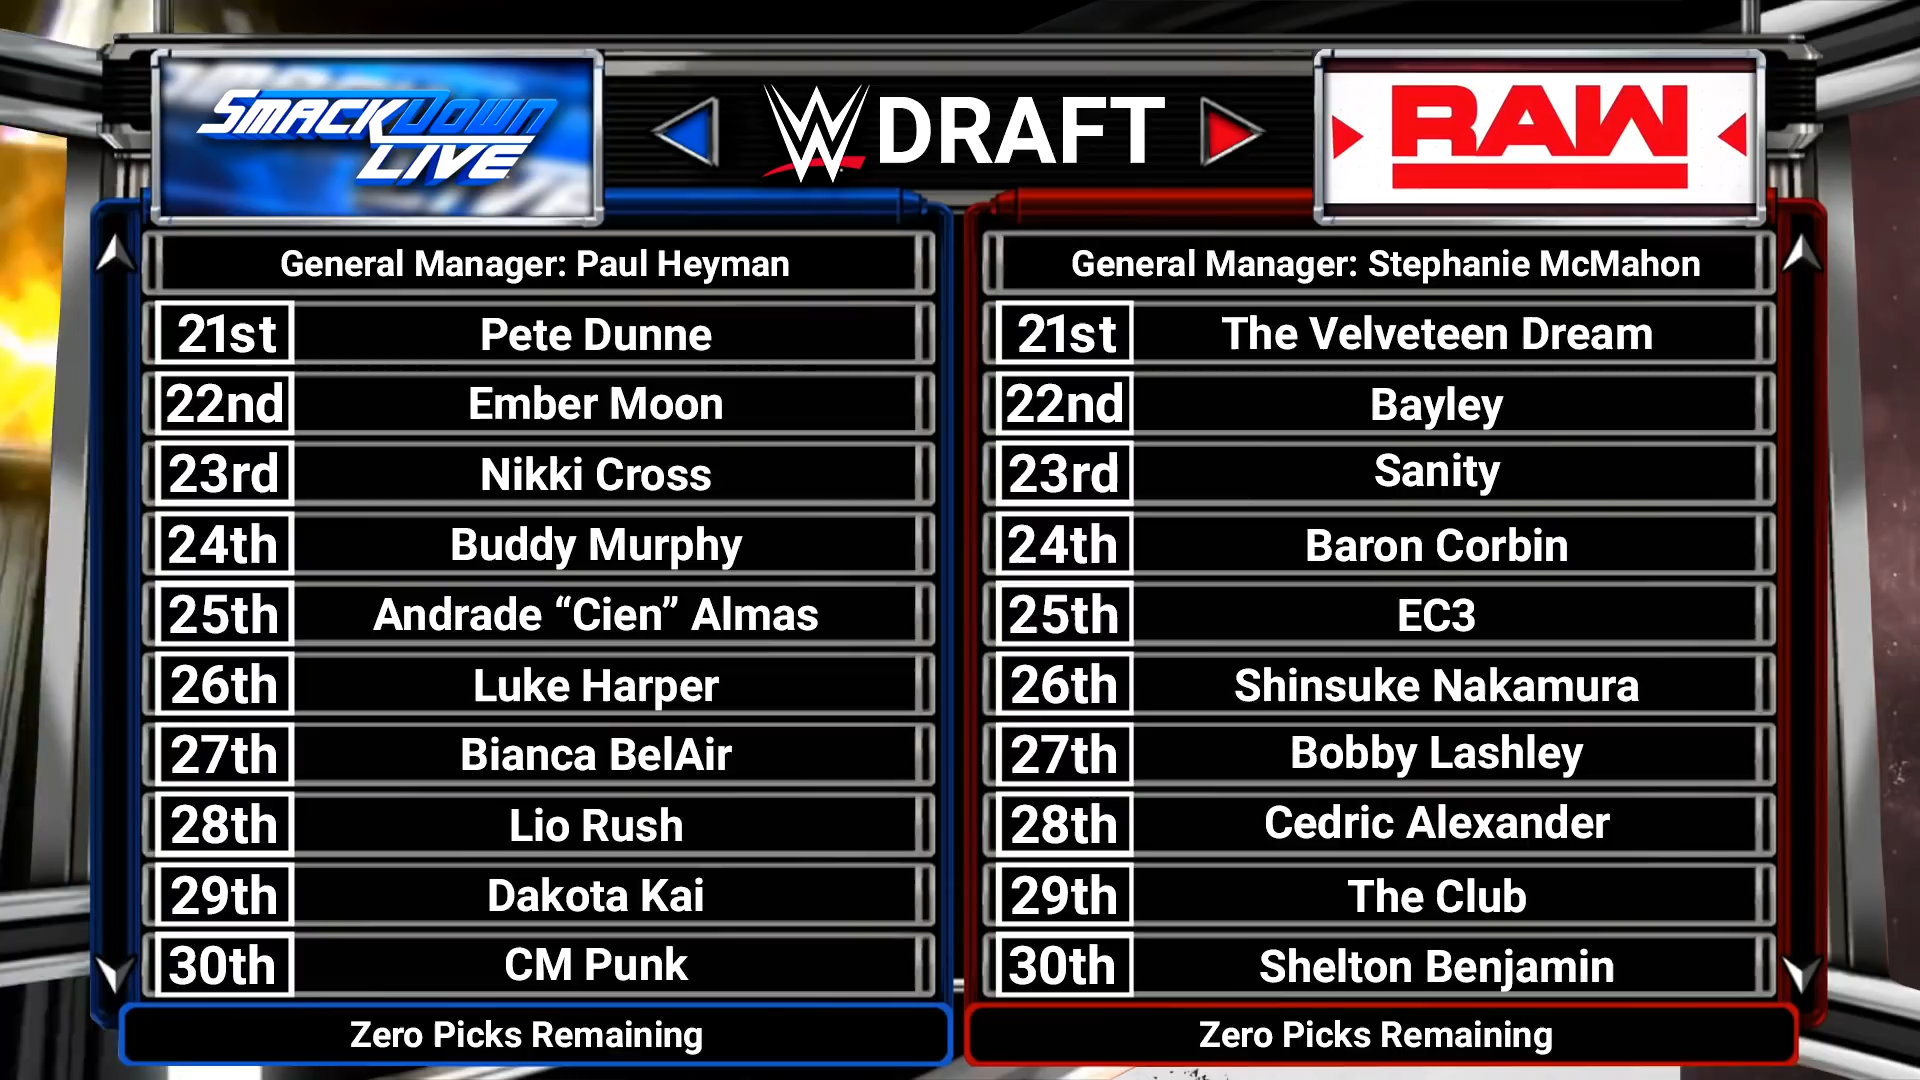 SMACKDOWN
LIVE
W DRAFT
RAW
General Manager: Paul Heyman
21st Pete Dunne
22nd Ember Moon
23rd Nikki Cross
24th Buddy Murphy
25th Andrade “Cien” Almas
26th Luke Harper
27th Bianca BelAir
28th Lio Rush
29th Dakota Kai
30th CM Punk
Zero Picks Remaining
General Manager: Stephanie McMahon
21st The Velveteen Dream
22nd Bayley
23rd Sanity
24th Baron Corbin
25th EC3
26th Shinsuke Nakamura
27th Bobby Lashley
28th Cedric Alexander
29th The Club
30th Shelton Benjamin
Zero Picks Remaining